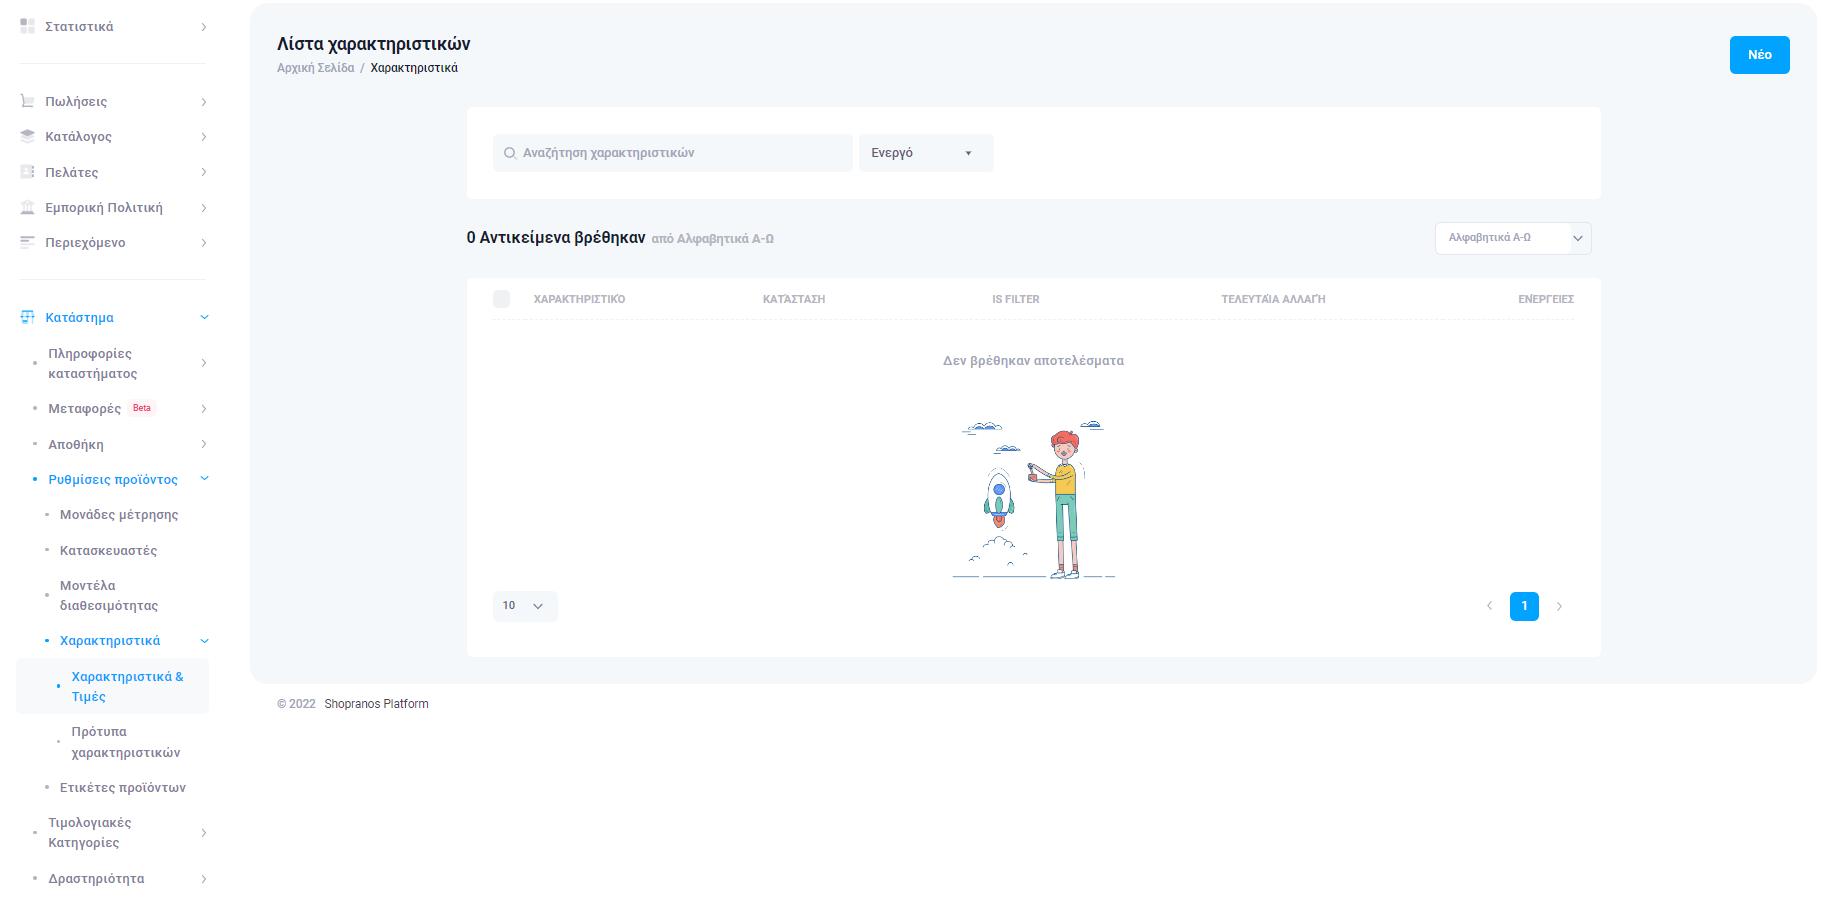 Στατιστικά
Πωλήσεις
Κατάλογος
Πελάτες
Εμπορική Πολιτική
Περιεχόμενο
Κατάστημα
Πληροφορίες
καταστήματος
Μεταφορές Beta
Αποθήκη
Ρυθμίσεις προϊόντος
Μονάδες μέτρησης
Κατασκευαστές
Μοντέλα
διαθεσιμότητας
Χαρακτηριστικά
Χαρακτηριστικά &
Τιμές
Πρότυπα
χαρακτηριστικών
Ετικέτες προϊόντων
Τιμολογιακές
Κατηγορίες
Δραστηριότητα
Λίστα χαρακτηριστικών
Αρχική Σελίδα / Χαρακτηριστικά
Νέο
Αναζήτηση χαρακτηριστικών
Ενεργό
0 Αντικείμενα βρέθηκαν από Αλφαβητικά Α-Ω
Αλφαβητικά Α-Ω
ΧΑΡΑΚΤΗΡΙΣΤΙΚΌ ΚΑΤΆΣΤΑΣΗ IS FILTER ΤΕΛΕΥΤΑΊΑ ΑΛΛΑΓΉ ΕΝΈΡΓΕΙΕΣ
Δεν βρέθηκαν αποτελέσματα
10
1
© 2022 Shopranos Platform